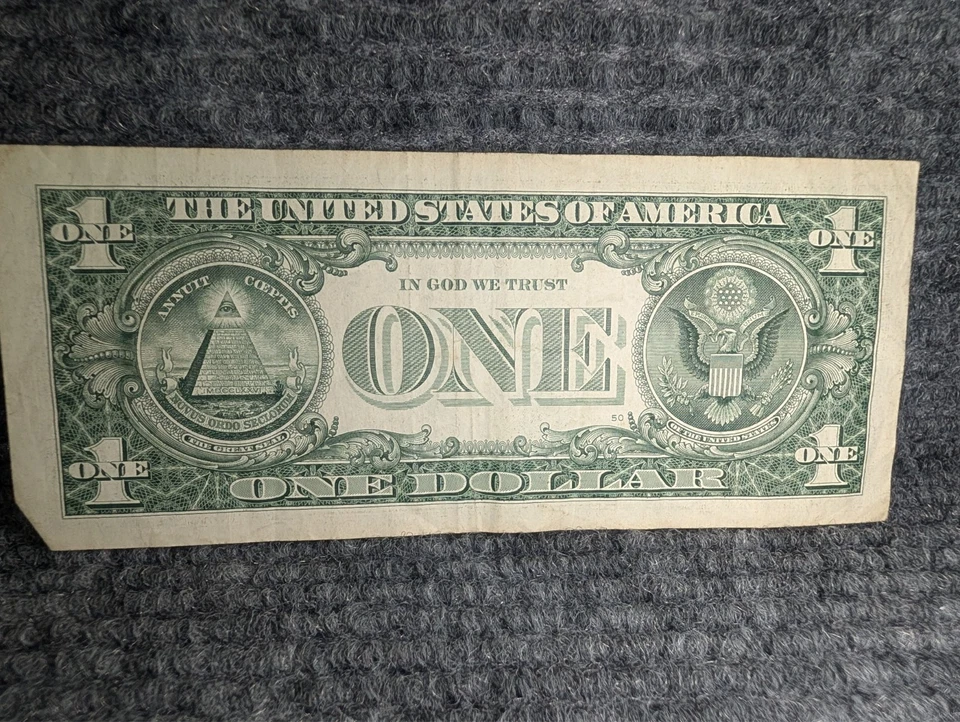 THE UNITED STATES OF AMERICA
1
ONE
1
ONE
ANNUIT CŒPTIS
MDCCLXXVI
NOVUS ORDO SECLORUM
THE GREAT SEAL
IN GOD WE TRUST
ONE
50
OF THE UNITED STATES
1
ONE
1
ONE
ONE DOLLAR